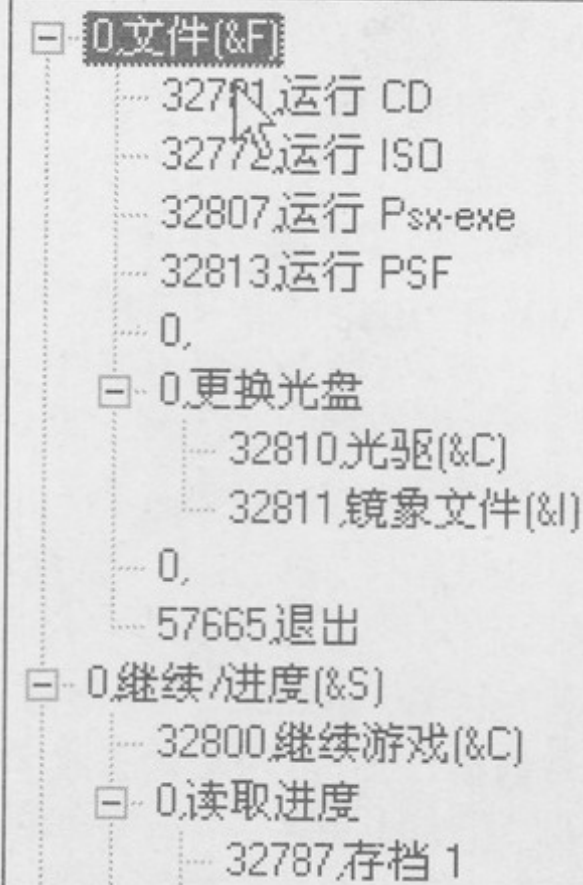 0,文件(&F)
运行 CD
32772,运行 ISO
32807,运行 Psx-exe
32813,运行 PSF
0,
0,更换光盘
32810,光驱(&C)
32811,镜象文件(&I)
0,
57665,退出
0,继续/进度(&S)
32800,继续游戏(&C)
0,读取进度
32787,存档 1